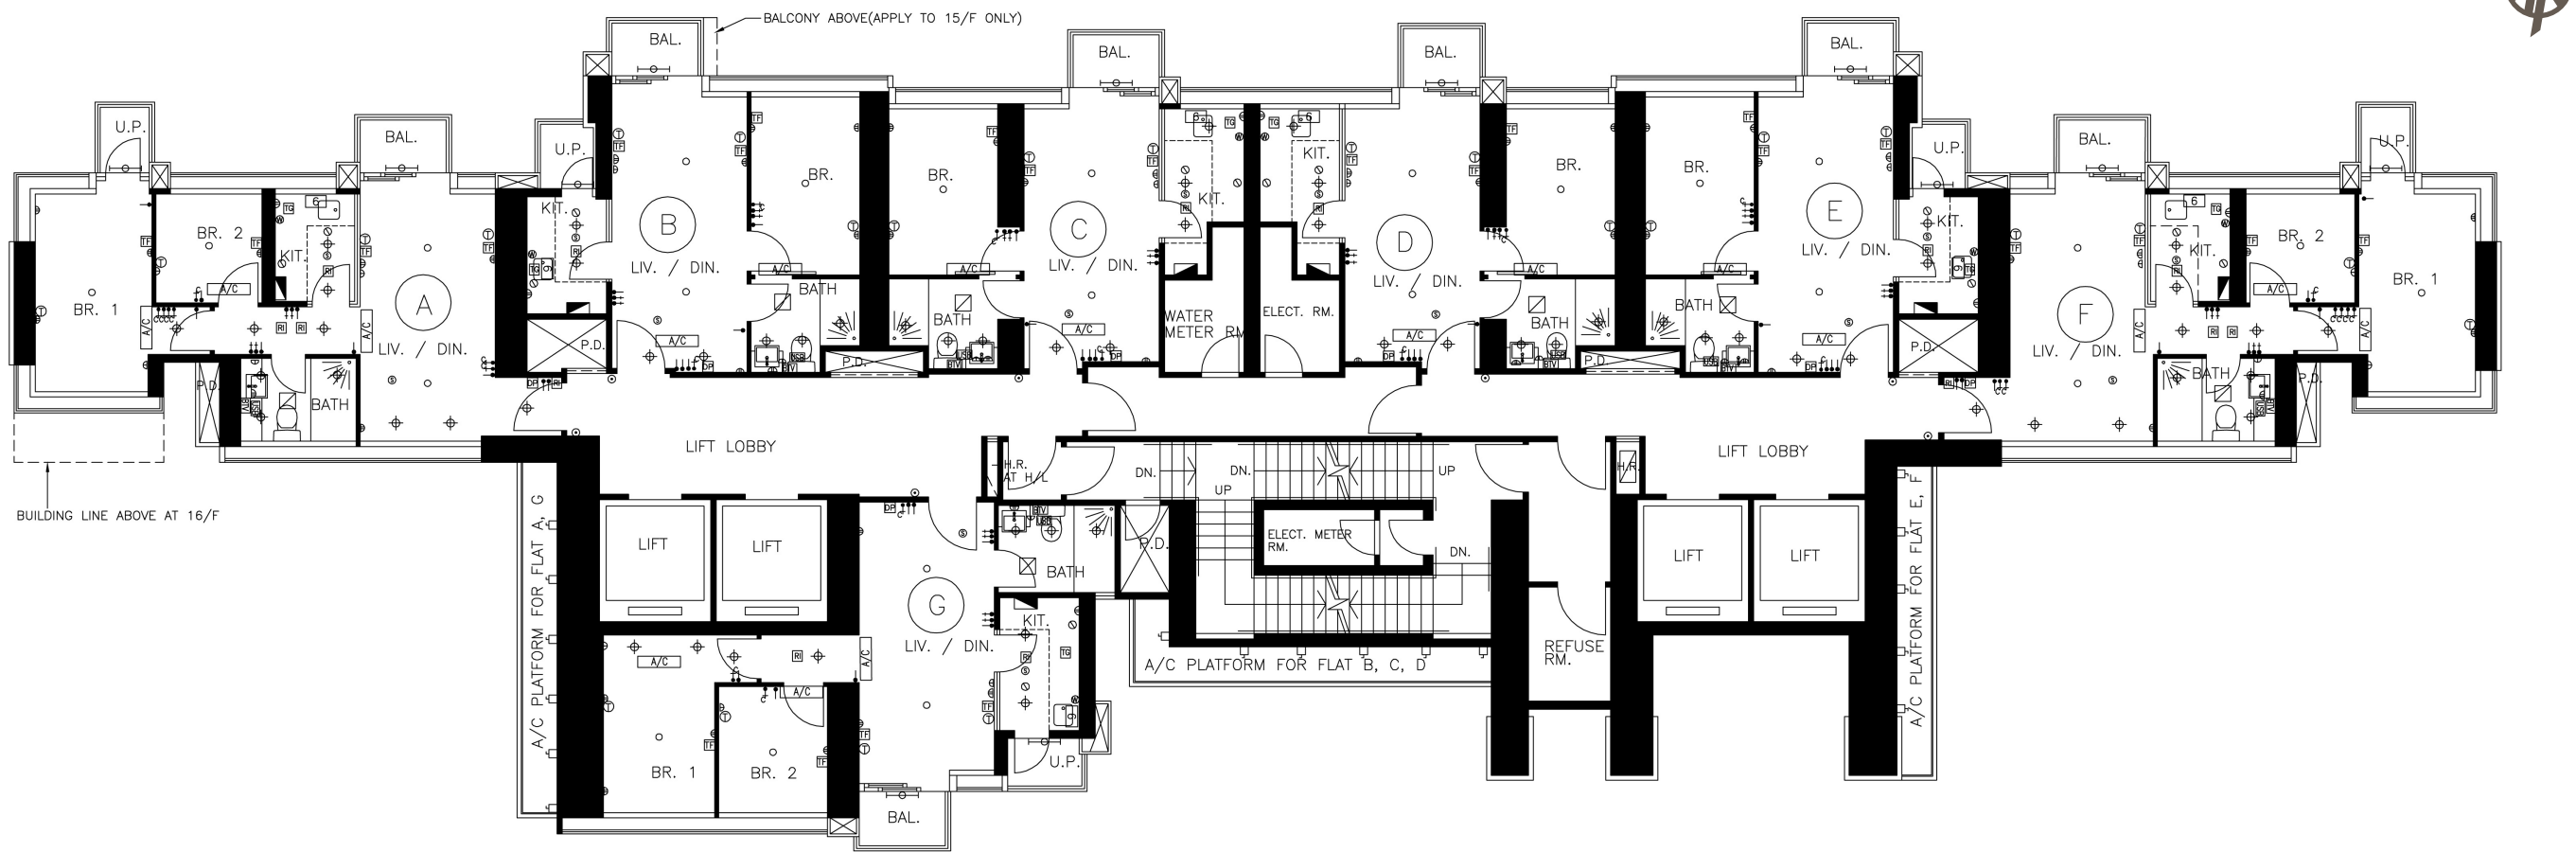 BALCONY ABOVE(APPLY TO 15/F ONLY)
BAL.
BAL.
BAL.
BAL.
U.P.
BAL.
U.P.
U.P.
BAL.
U.P.
BR. 2
KIT.
BR. 1
A
LIV. / DIN.
BATH
P.D.
A/C
A/C
A/C
KIT.
B
LIV. / DIN.
BR.
BATH
P.D.
A/C
A/C
P.D.
BR.
BATH
A/C
C
LIV. / DIN.
KIT.
A/C
WATER
METER RM.
ELECT. RM.
KIT.
D
LIV. / DIN.
A/C
BR.
A/C
BATH
P.D.
BR.
A/C
BATH
E
LIV. / DIN.
A/C
KIT.
P.D.
F
LIV. / DIN.
A/C
KIT.
BR. 2
A/C
BR. 1
A/C
BATH
P.D.
BUILDING LINE ABOVE AT 16/F
LIFT LOBBY
H.R.
AT H/L
DN.
DN.
UP
UP
H.R.
LIFT LOBBY
A/C PLATFORM FOR FLAT A, G
LIFT
LIFT
BATH
P.D.
ELECT. METER
RM.
DN.
LIFT
LIFT
A/C PLATFORM FOR FLAT E, F
G
LIV. / DIN.
KIT.
A/C
A/C
A/C
BR. 1
BR. 2
U.P.
BAL.
A/C PLATFORM FOR FLAT B, C, D
REFUSE
RM.